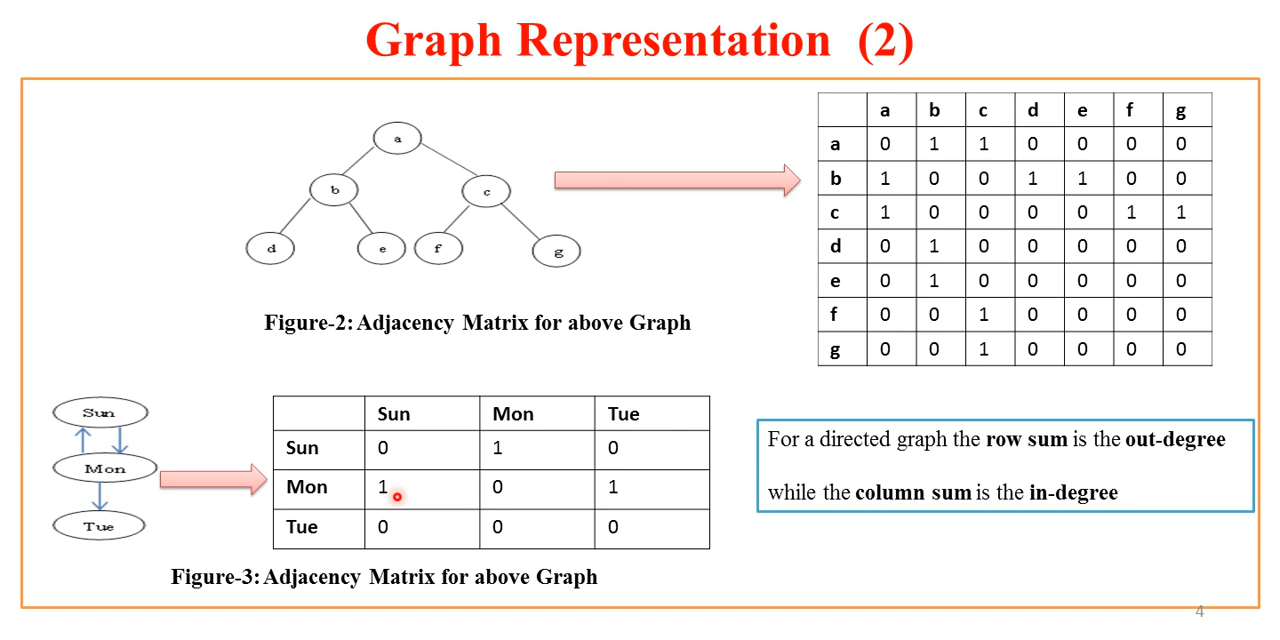 Graph Representation (2)
a
b
c
d
e
f
g
a b c d e f g
a 0 1 1 0 0 0 0
b 1 0 0 1 1 0 0
c 1 0 0 0 0 1 1
d 0 1 0 0 0 0 0
e 0 1 0 0 0 0 0
f 0 0 1 0 0 0 0
g 0 0 1 0 0 0 0
Figure-2: Adjacency Matrix for above Graph
Sun
Mon
Tue
Sun Mon Tue
Sun 0 1 0
Mon 1 0 1
Tue 0 0 0
Figure-3: Adjacency Matrix for above Graph
For a directed graph the row sum is the out-degree
while the column sum is the in-degree
4